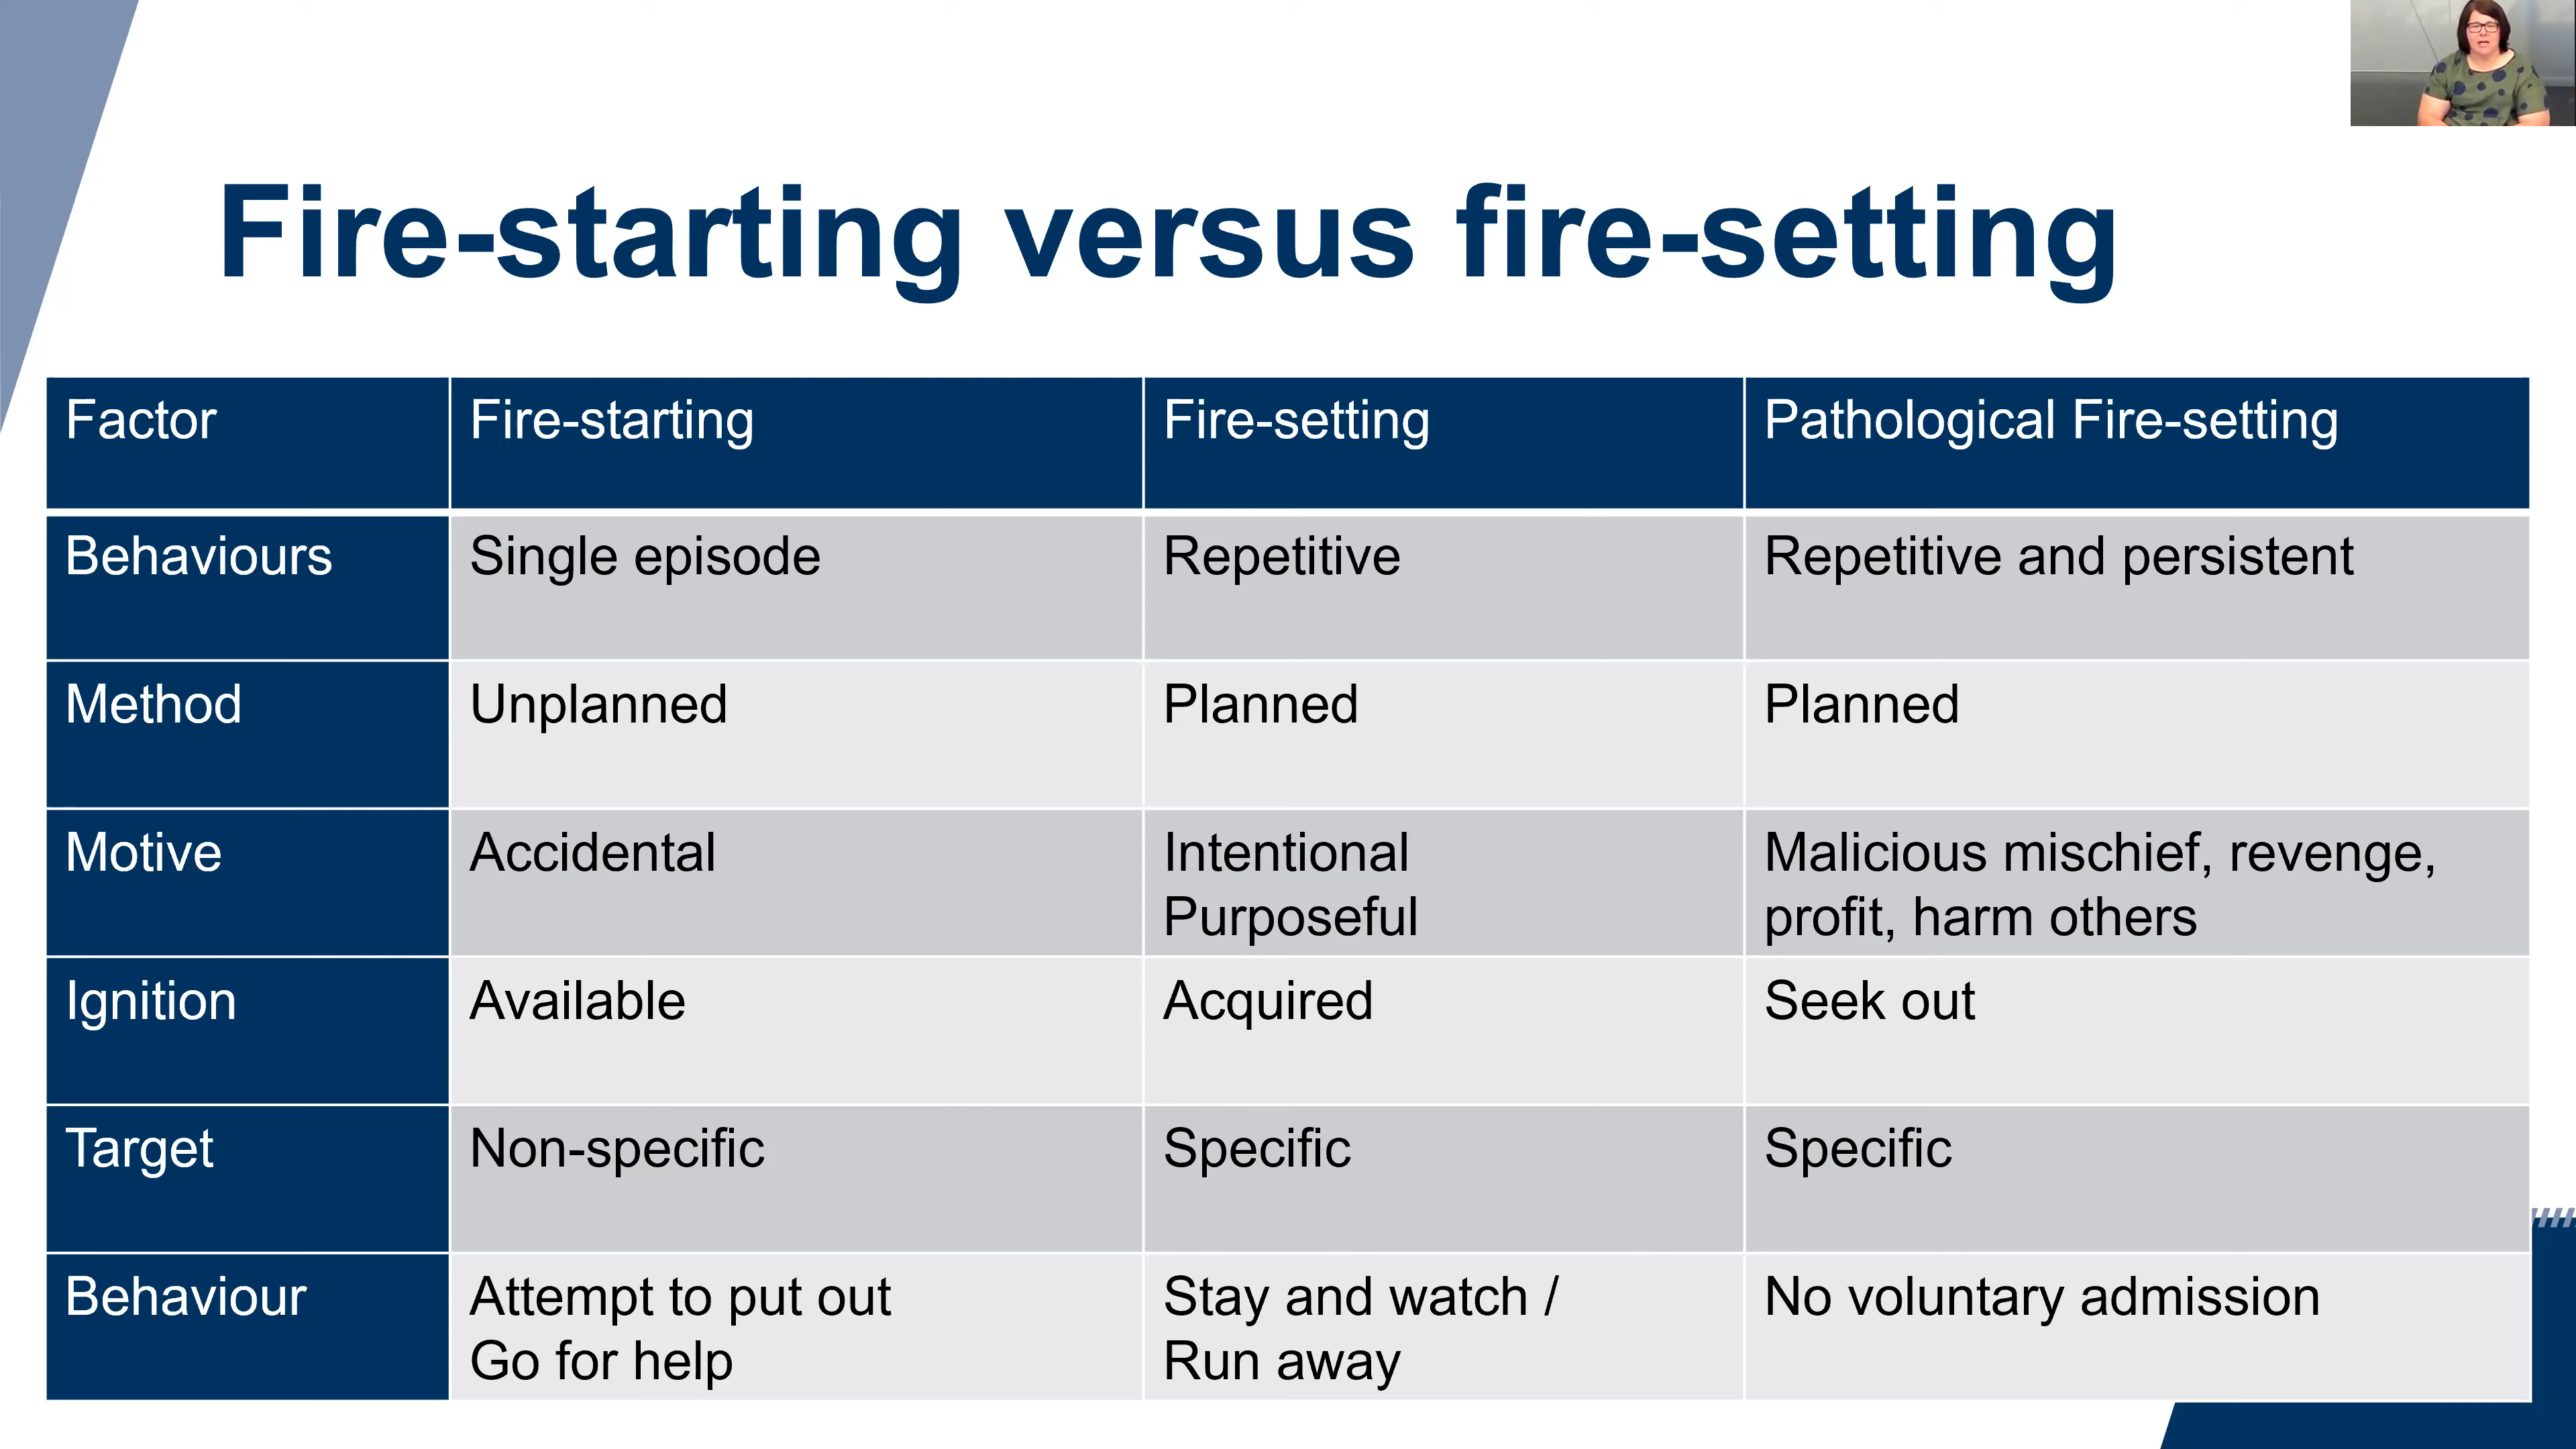 Fire-starting versus fire-setting
Factor Fire-starting Fire-setting Pathological Fire-setting
Behaviours Single episode Repetitive Repetitive and persistent
Method Unplanned Planned Planned
Motive Accidental Intentional Malicious mischief, revenge,
Purposeful profit, harm others
Ignition Available Acquired Seek out
Target Non-specific Specific Specific
Behaviour Attempt to put out Stay and watch / No voluntary admission
Go for help Run away